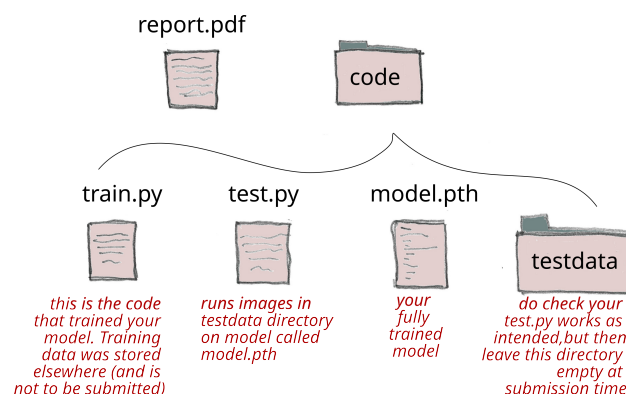 report.pdf
code
train.py
test.py
model.pth
testdata
this is the code
that trained your
model. Training
data was stored
elsewhere (and is
not to be submitted)
runs images in
testdata directory
on model called
model.pth
your
fully
trained
model
do check your
test.py works as
intended,but then
leave this directory
empty at
submission time